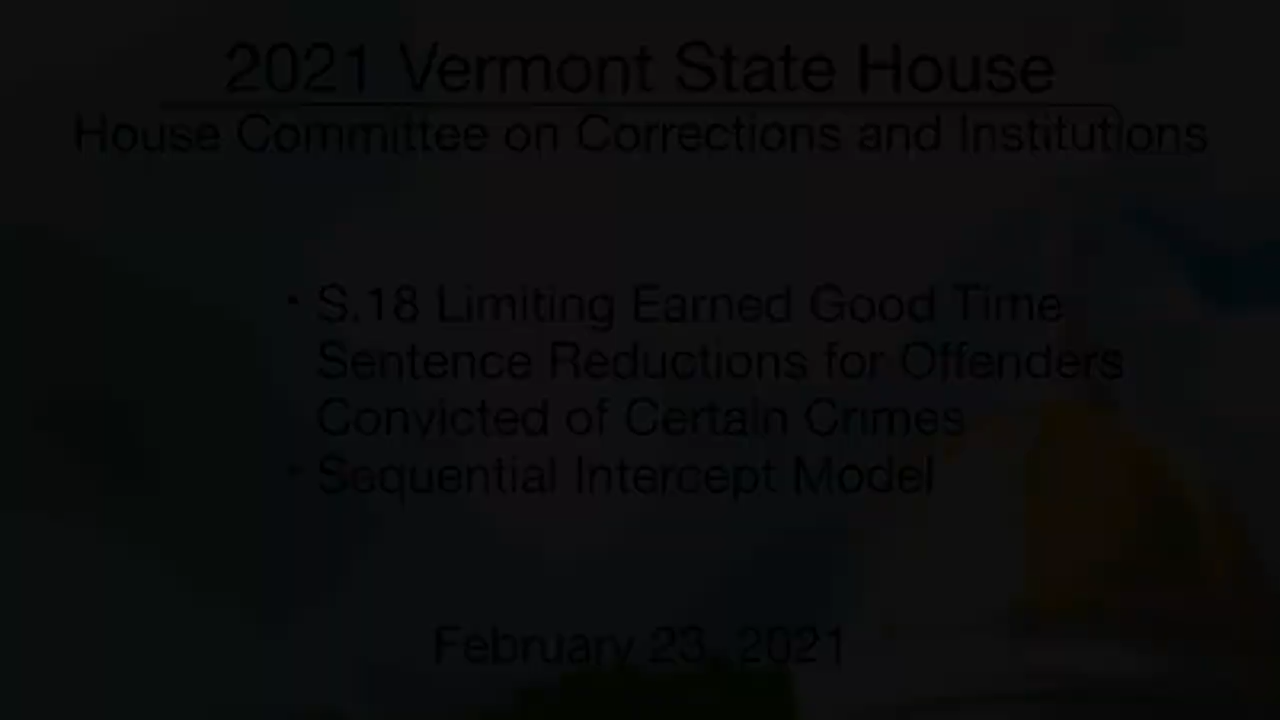 2021 Vermont State House
House Committee on Corrections and Institutions
· S.18 Limiting Earned Good Time
Sentence Reductions for Offenders
Convicted of Certain Crimes
· Sequential Intercept Model
February 23, 2021